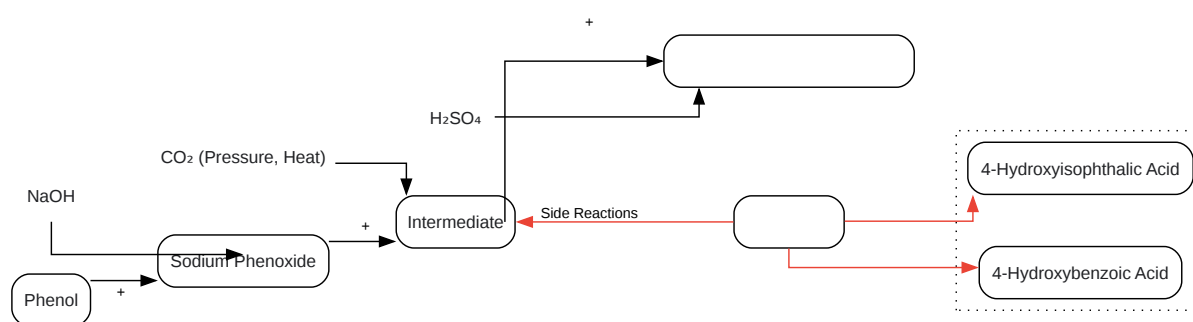 +
H₂SO₄
CO₂ (Pressure, Heat)
4-Hydroxyisophthalic Acid
NaOH
Side Reactions
Intermediate
+
Sodium Phenoxide
4-Hydroxybenzoic Acid
+
Phenol